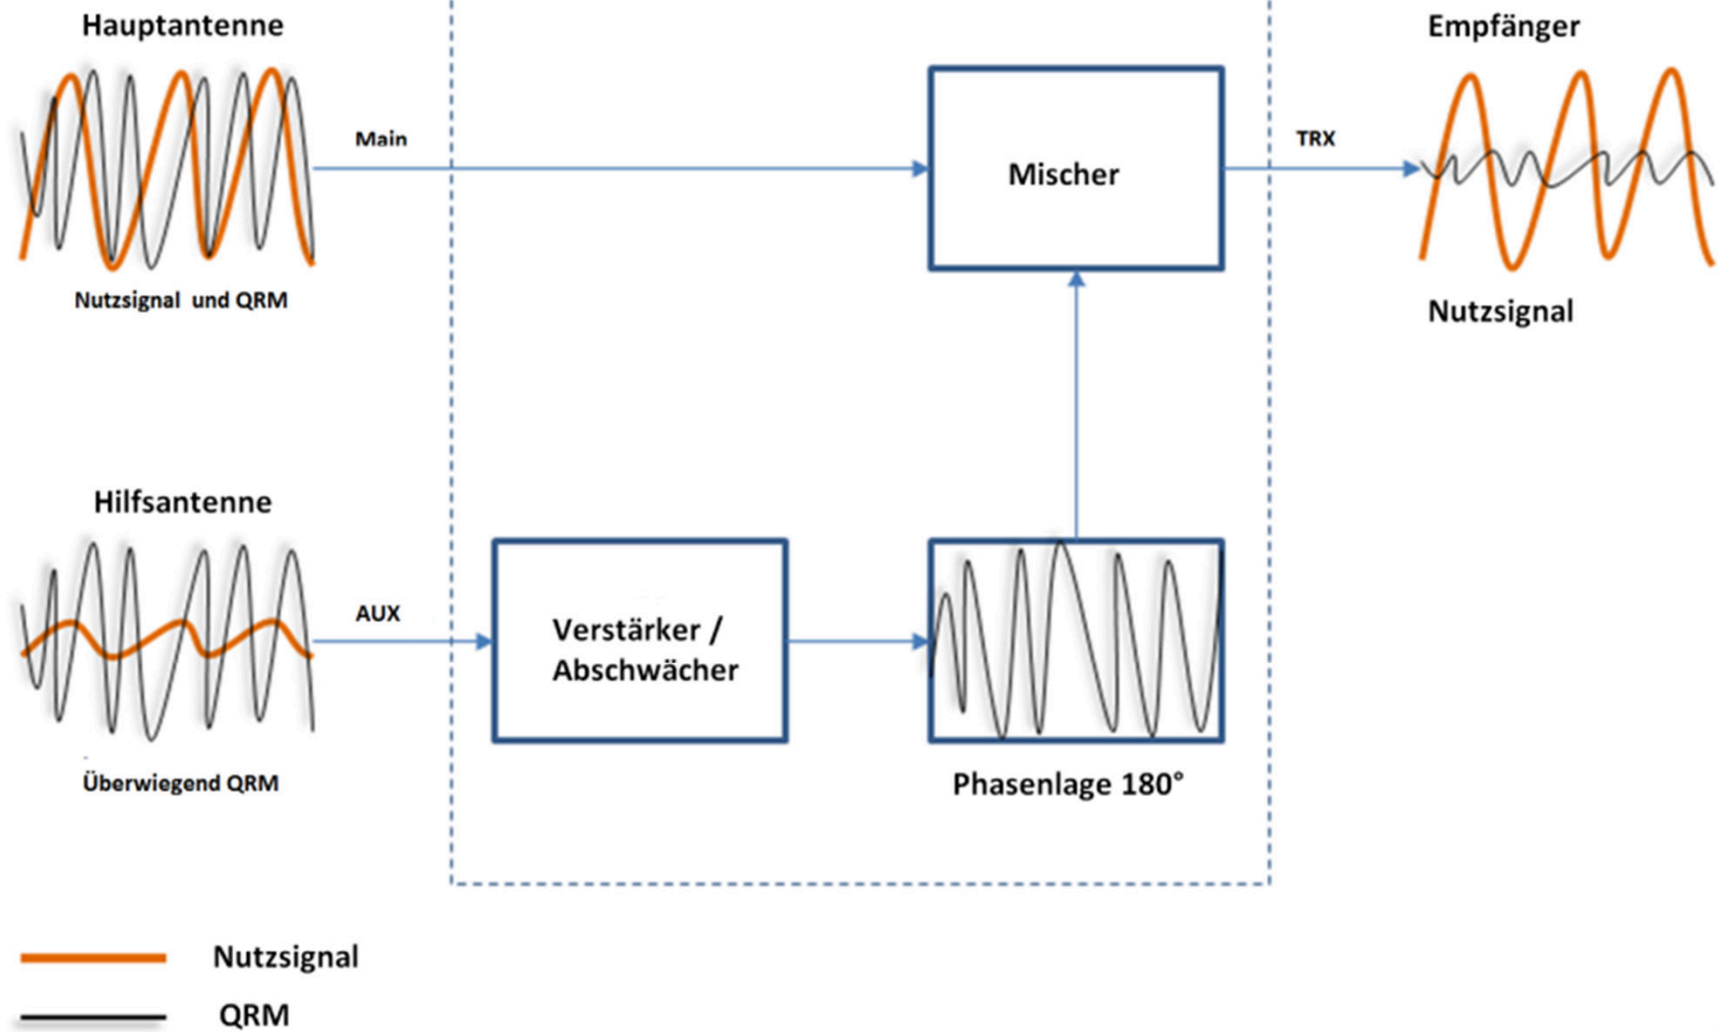 Hauptantenne
Empfänger
Main
TRX
Mischer
Nutzsignal und QRM
Nutzsignal
Hilfsantenne
AUX
Verstärker /
Abschwächer
Überwiegend QRM
Phasenlage 180°
Nutzsignal
QRM